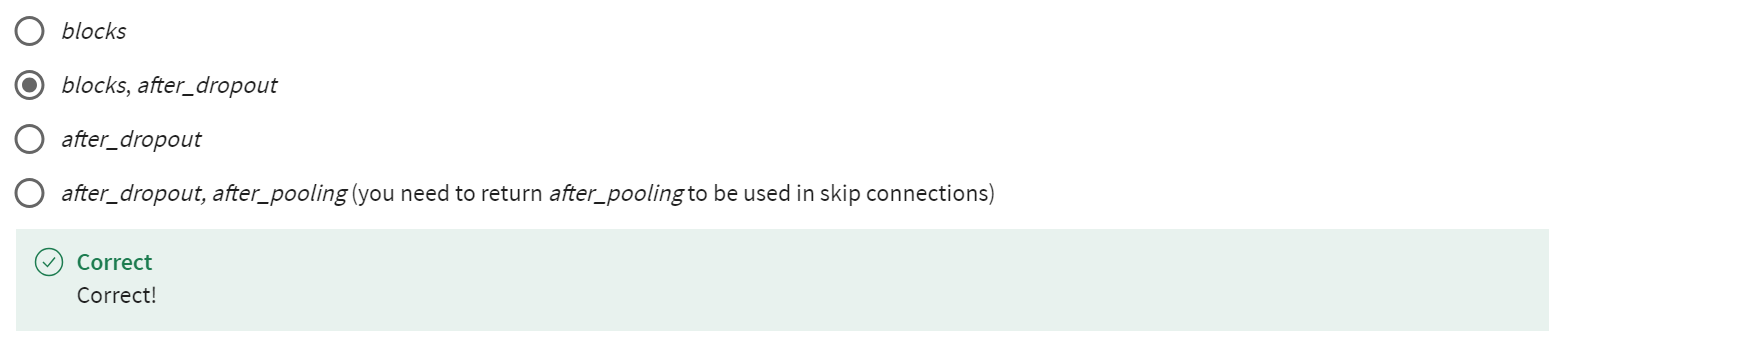 blocks
blocks, after_dropout
after_dropout
after_dropout, after_pooling (you need to return after_pooling to be used in skip connections)
Correct
Correct!